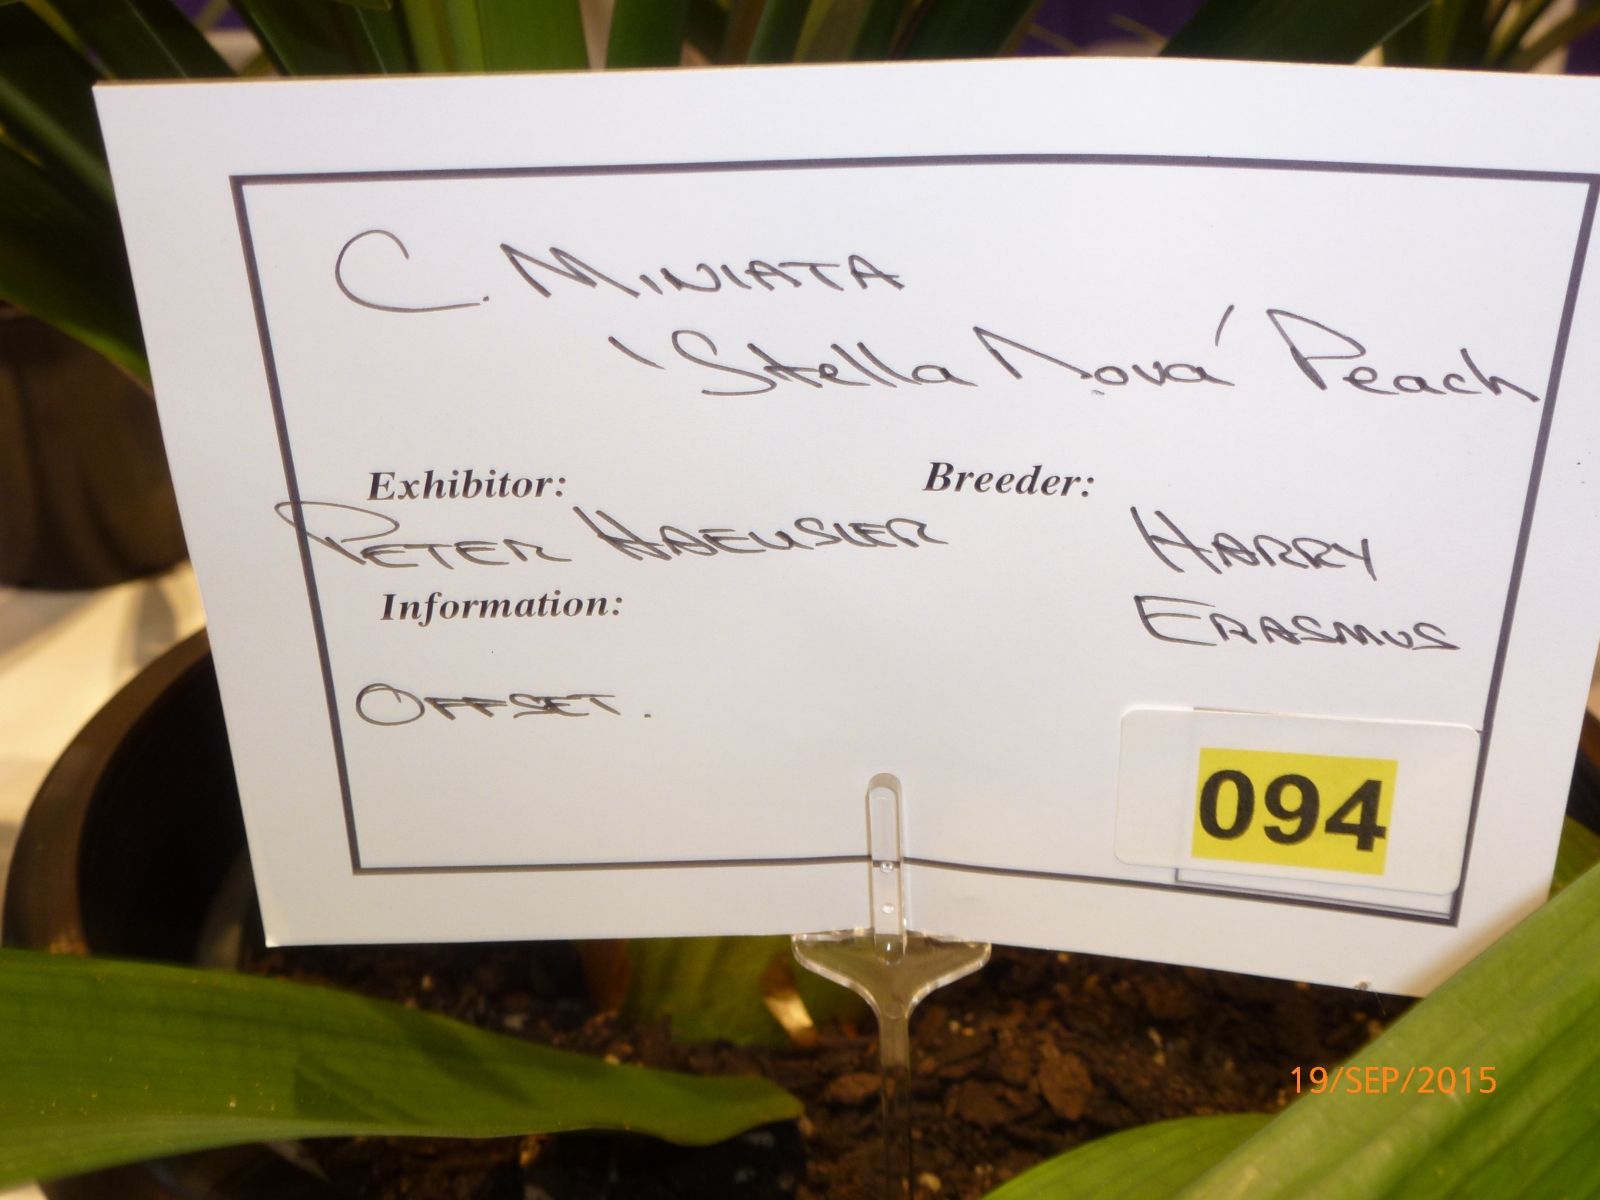 C. MINIATA
'Stella Nova' Peach
Exhibitor:
Breeder:
PETER HAEUSLER
HARRY
ERASMUS
Information:
OFFSET.
094
19/SEP/2015